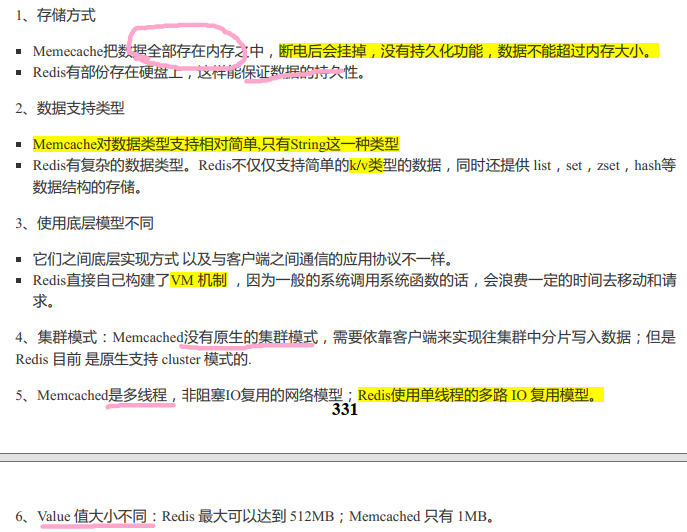 1、存储方式
▪ Memecache把数据全部存在内存之中，断电后会挂掉，没有持久化功能，数据不能超过内存大小。
▪ Redis有部份存在硬盘上，这样能保证数据的持久性。
2、数据支持类型
▪ Memcache对数据类型支持相对简单,只有String这一种类型
▪ Redis有复杂的数据类型。Redis不仅仅支持简单的k/v类型的数据，同时还提供 list，set，zset，hash等
数据结构的存储。
3、使用底层模型不同
▪ 它们之间底层实现方式 以及与客户端之间通信的应用协议不一样。
▪ Redis直接自己构建了VM 机制 ，因为一般的系统调用系统函数的话，会浪费一定的时间去移动和请
求。
4、集群模式：Memcached没有原生的集群模式，需要依靠客户端来实现往集群中分片写入数据；但是
Redis 目前 是原生支持 cluster 模式的.
5、Memcached是多线程，非阻塞IO复用的网络模型；Redis使用单线程的多路 IO 复用模型。
331
6、Value 值大小不同：Redis 最大可以达到 512MB；Memcached 只有 1MB。